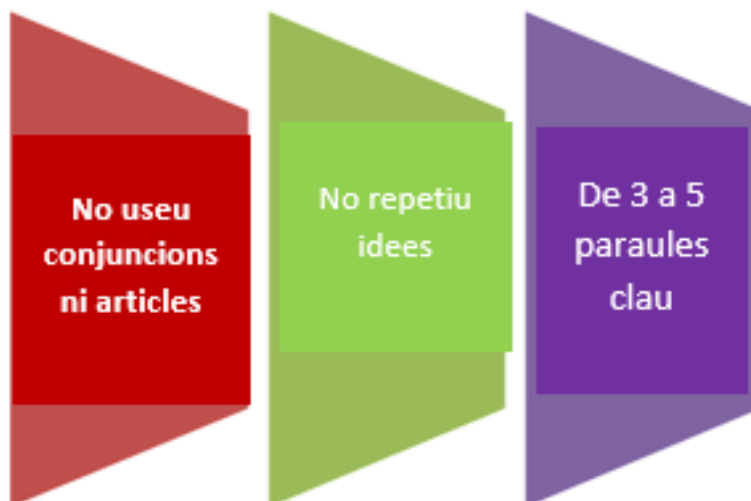 No useu
conjuncions
ni articles
No repetiu
idees
De 3 a 5
paraules
clau